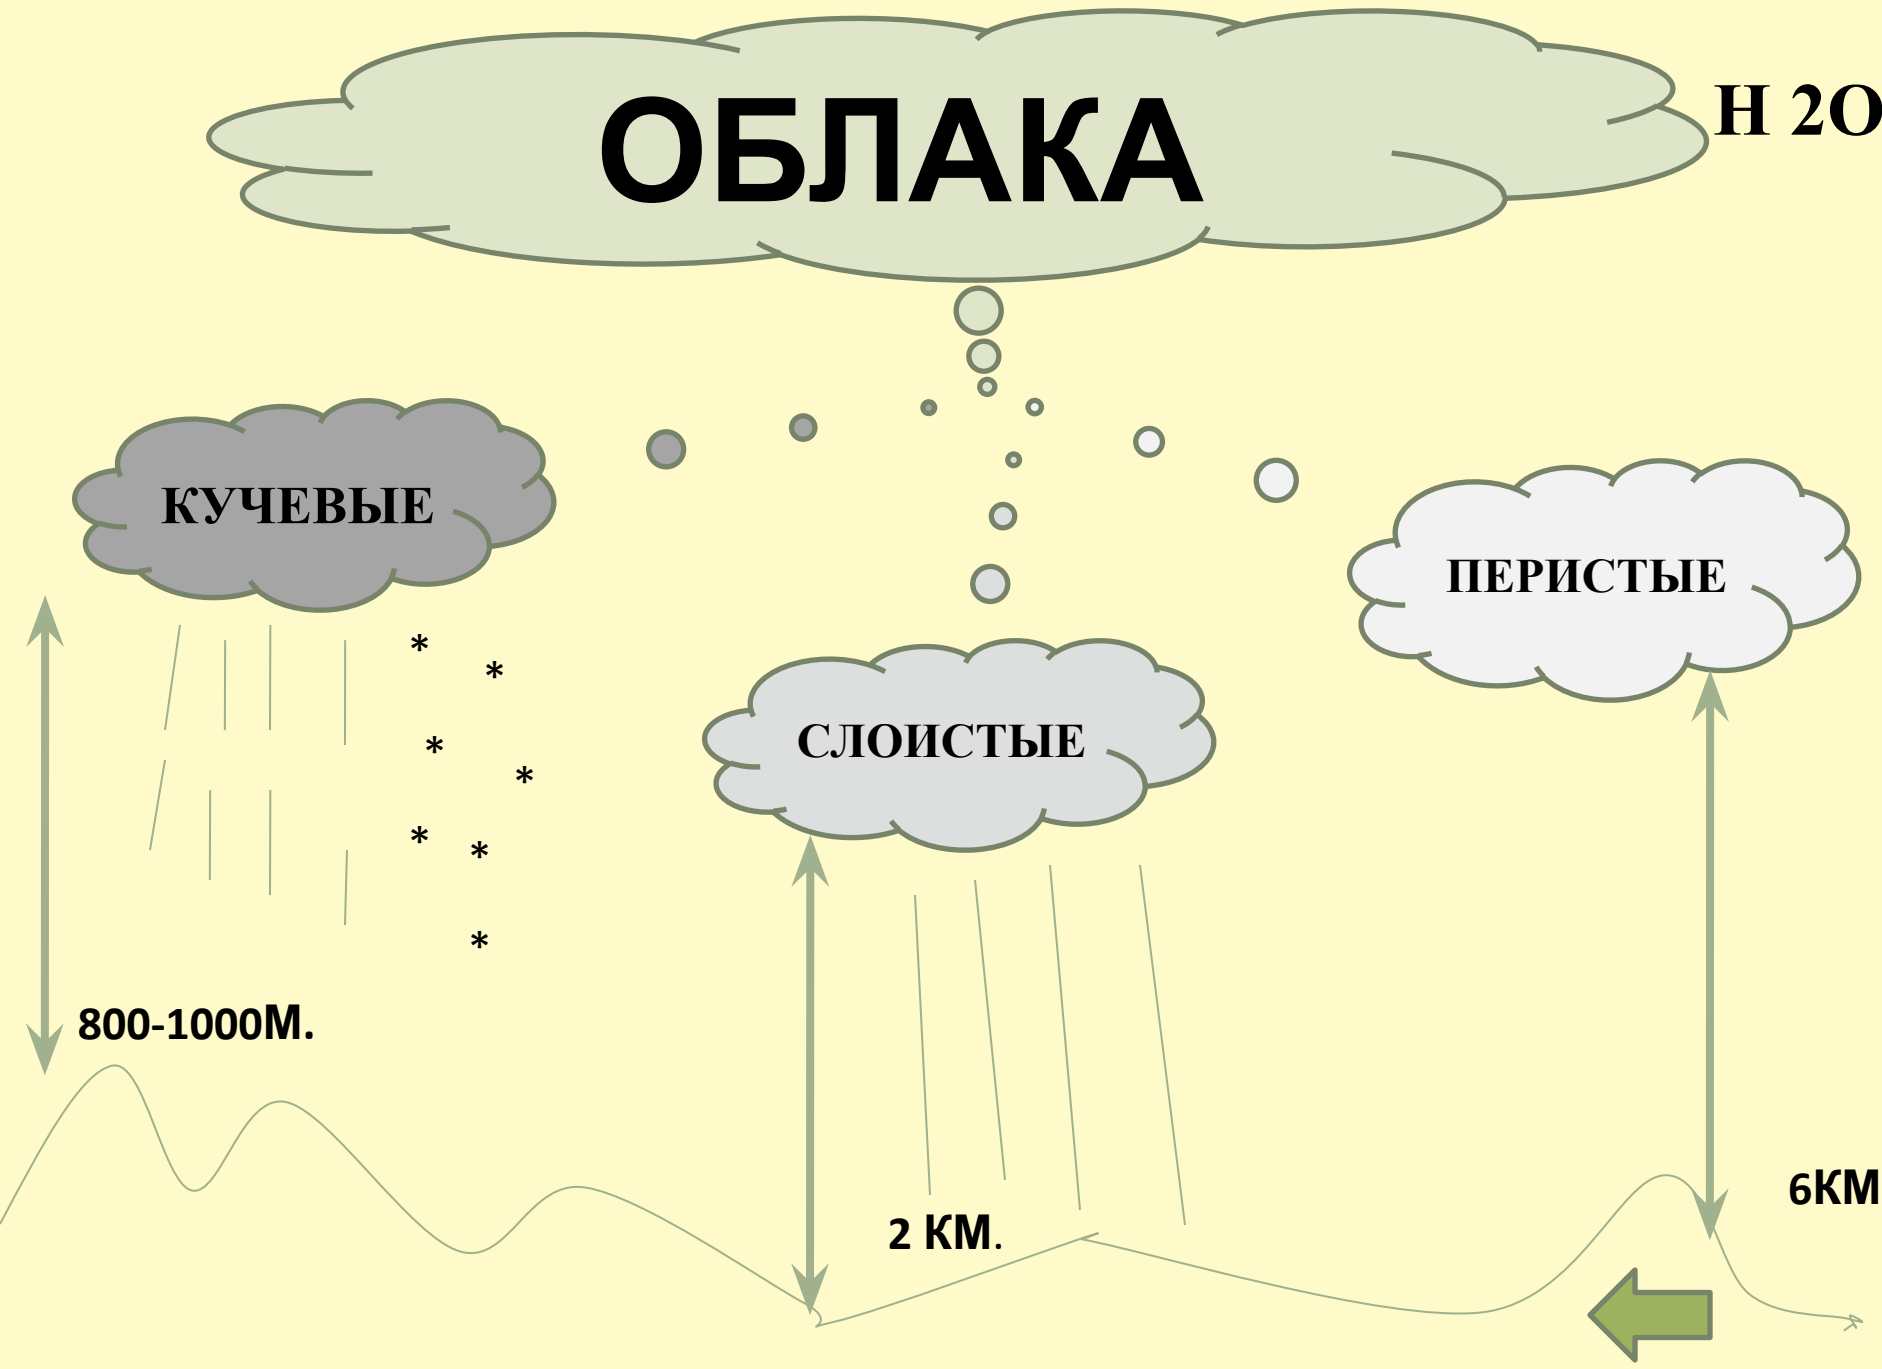 ОБЛАКА
Н 2О
КУЧЕВЫЕ
ПЕРИСТЫЕ
СЛОИСТЫЕ
* * * * * * *
800-1000М.
6КМ
2 КМ.